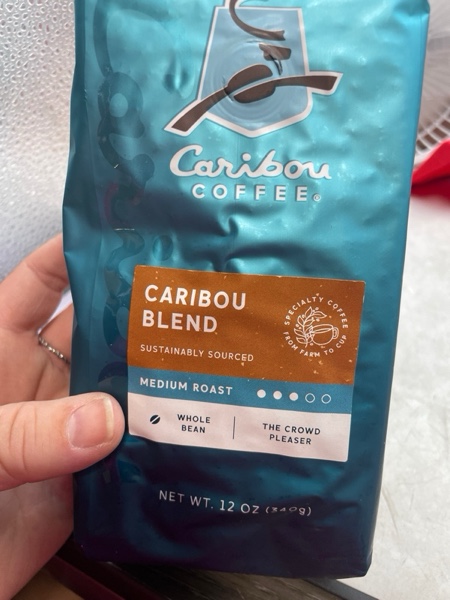 Caribou
COFFEE®
CARIBOU
BLEND
SUSTAINABLY SOURCED
SPECIALTY COFFEE
FROM FARM TO CUP
MEDIUM ROAST
WHOLE
BEAN
THE CROWD
PLEASER
NET WT. 12 OZ (340g)